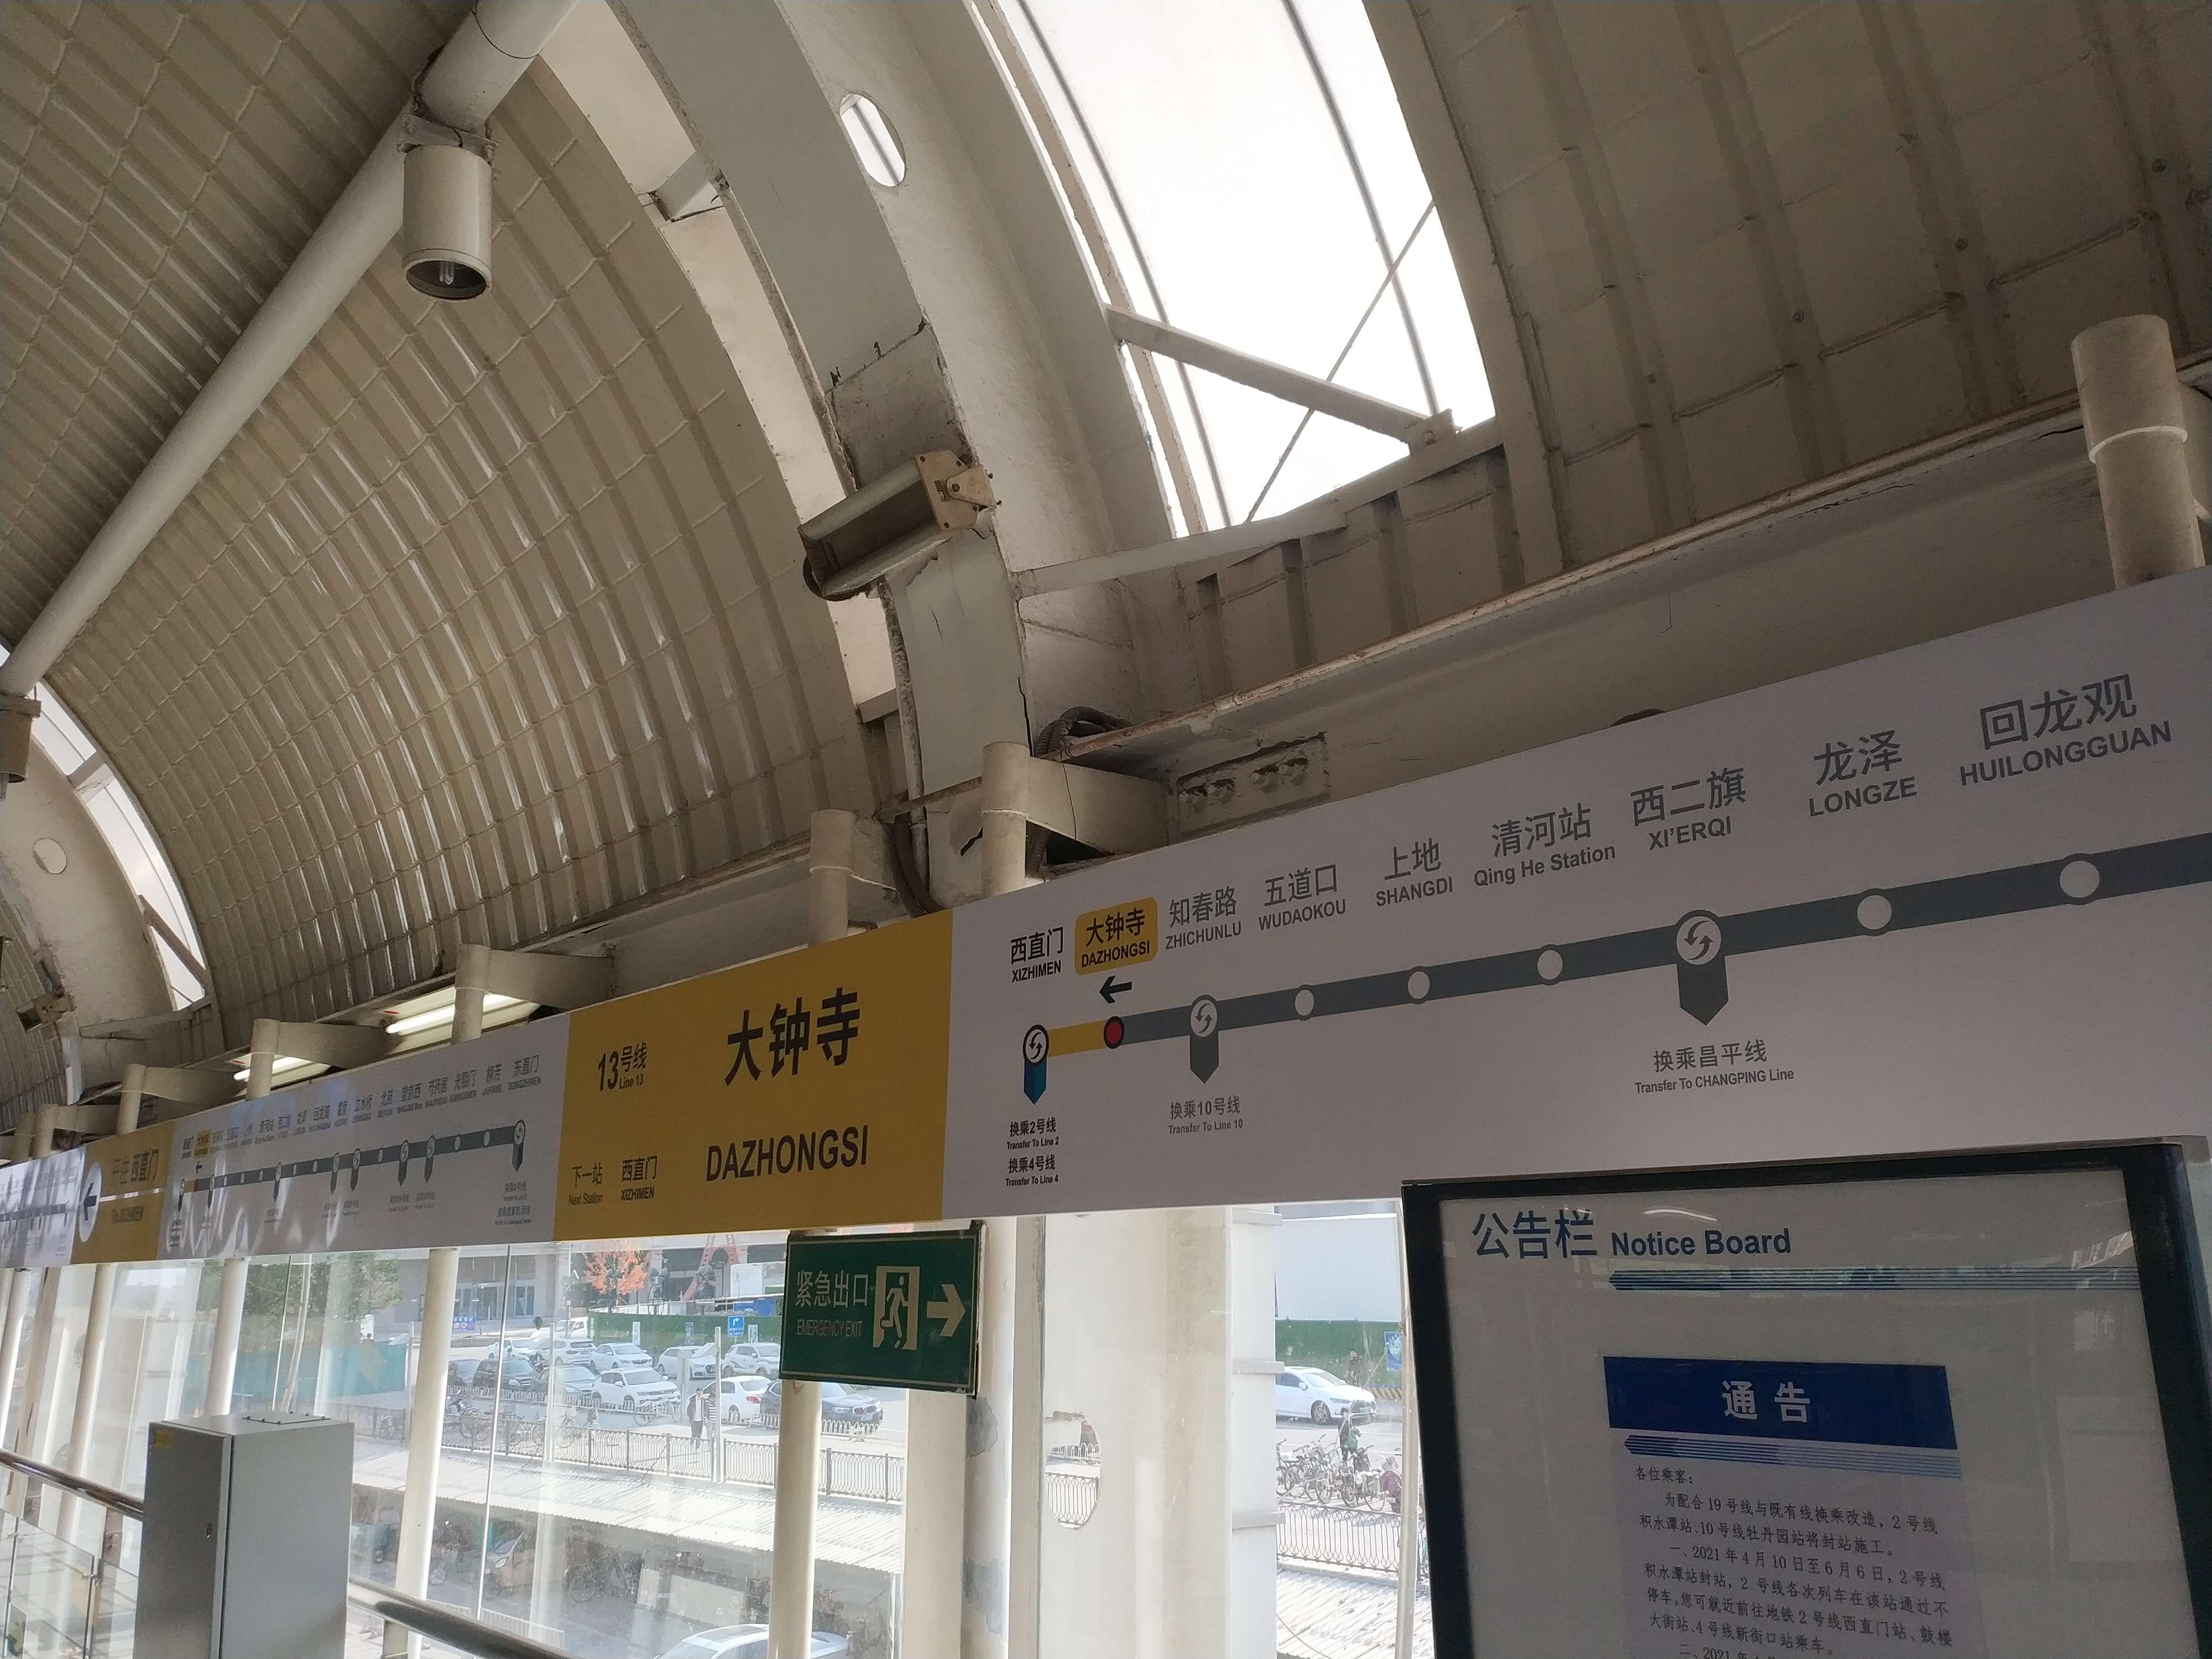 开往 西直门
13号线
Line 13
大钟寺
DAZHONGSI
下一站 西直门
Next Station XIZHIMEN
西直门
XIZHIMEN
大钟寺
DAZHONGSI
知春路
ZHICHUNLU
五道口
WUDAOKOU
上地
SHANGDI
清河站
Qing He Station
西二旗
XI'ERQI
龙泽
LONGZE
回龙观
HUILONGGUAN
换乘2号线
Transfer To Line 2
换乘4号线
Transfer To Line 4
换乘10号线
Transfer To Line 10
换乘昌平线
Transfer To CHANGPING Line
紧急出口
EMERGENCY EXIT
公告栏 Notice Board
通告
各位乘客：
为配合19号线与既有线换乘改造，2号线
积水潭站、10号线牡丹园站将封站施工。
一、2021年4月10日至6月6日，2号线
积水潭站封站，2号线各次列车在该站通过不
停车。您可就近前往地铁2号线西直门站、鼓楼
大街站、4号线新街口站乘车。
二、2021年